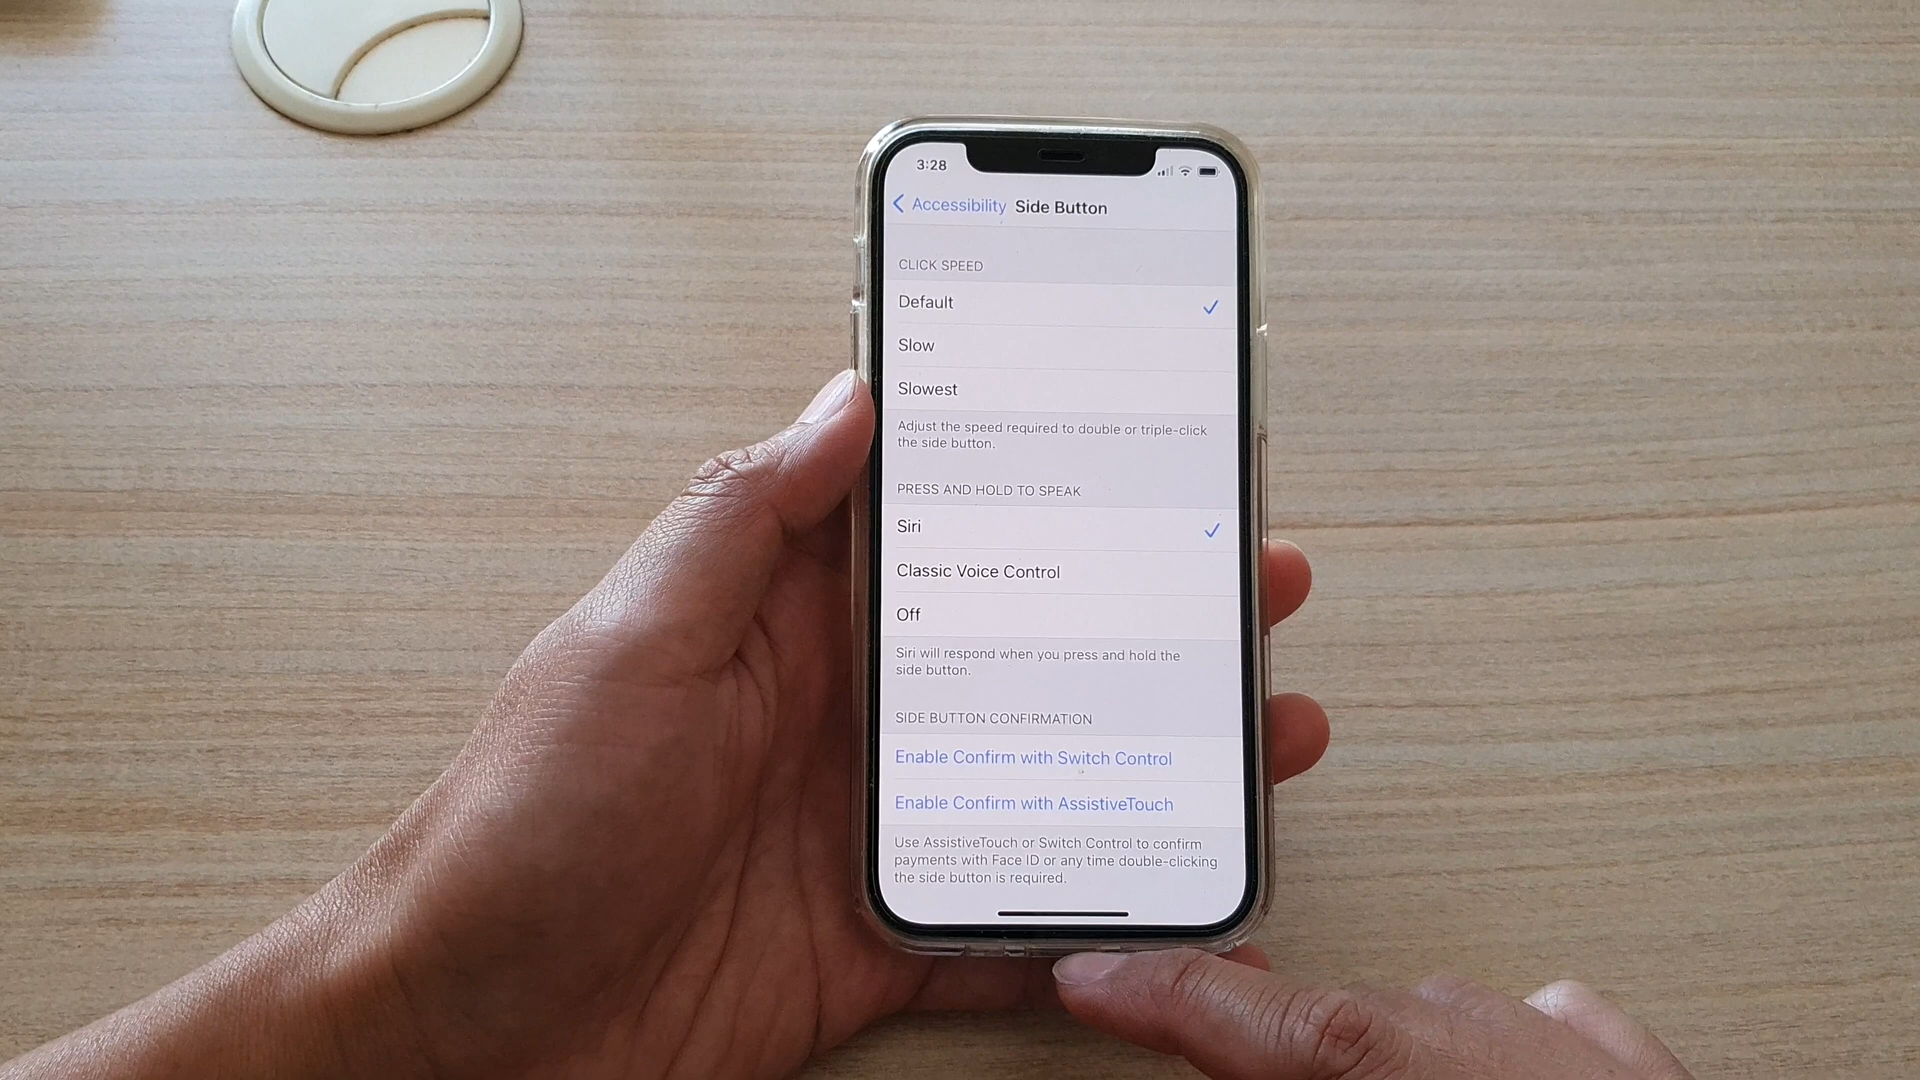 3:28
Accessibility Side Button
CLICK SPEED
Default
Slow
Slowest
Adjust the speed required to double or triple-click
the side button.
PRESS AND HOLD TO SPEAK
Siri
Classic Voice Control
Off
Siri will respond when you press and hold the
side button.
SIDE BUTTON CONFIRMATION
Enable Confirm with Switch Control
Enable Confirm with AssistiveTouch
Use AssistiveTouch or Switch Control to confirm
payments with Face ID or any time double-clicking
the side button is required.